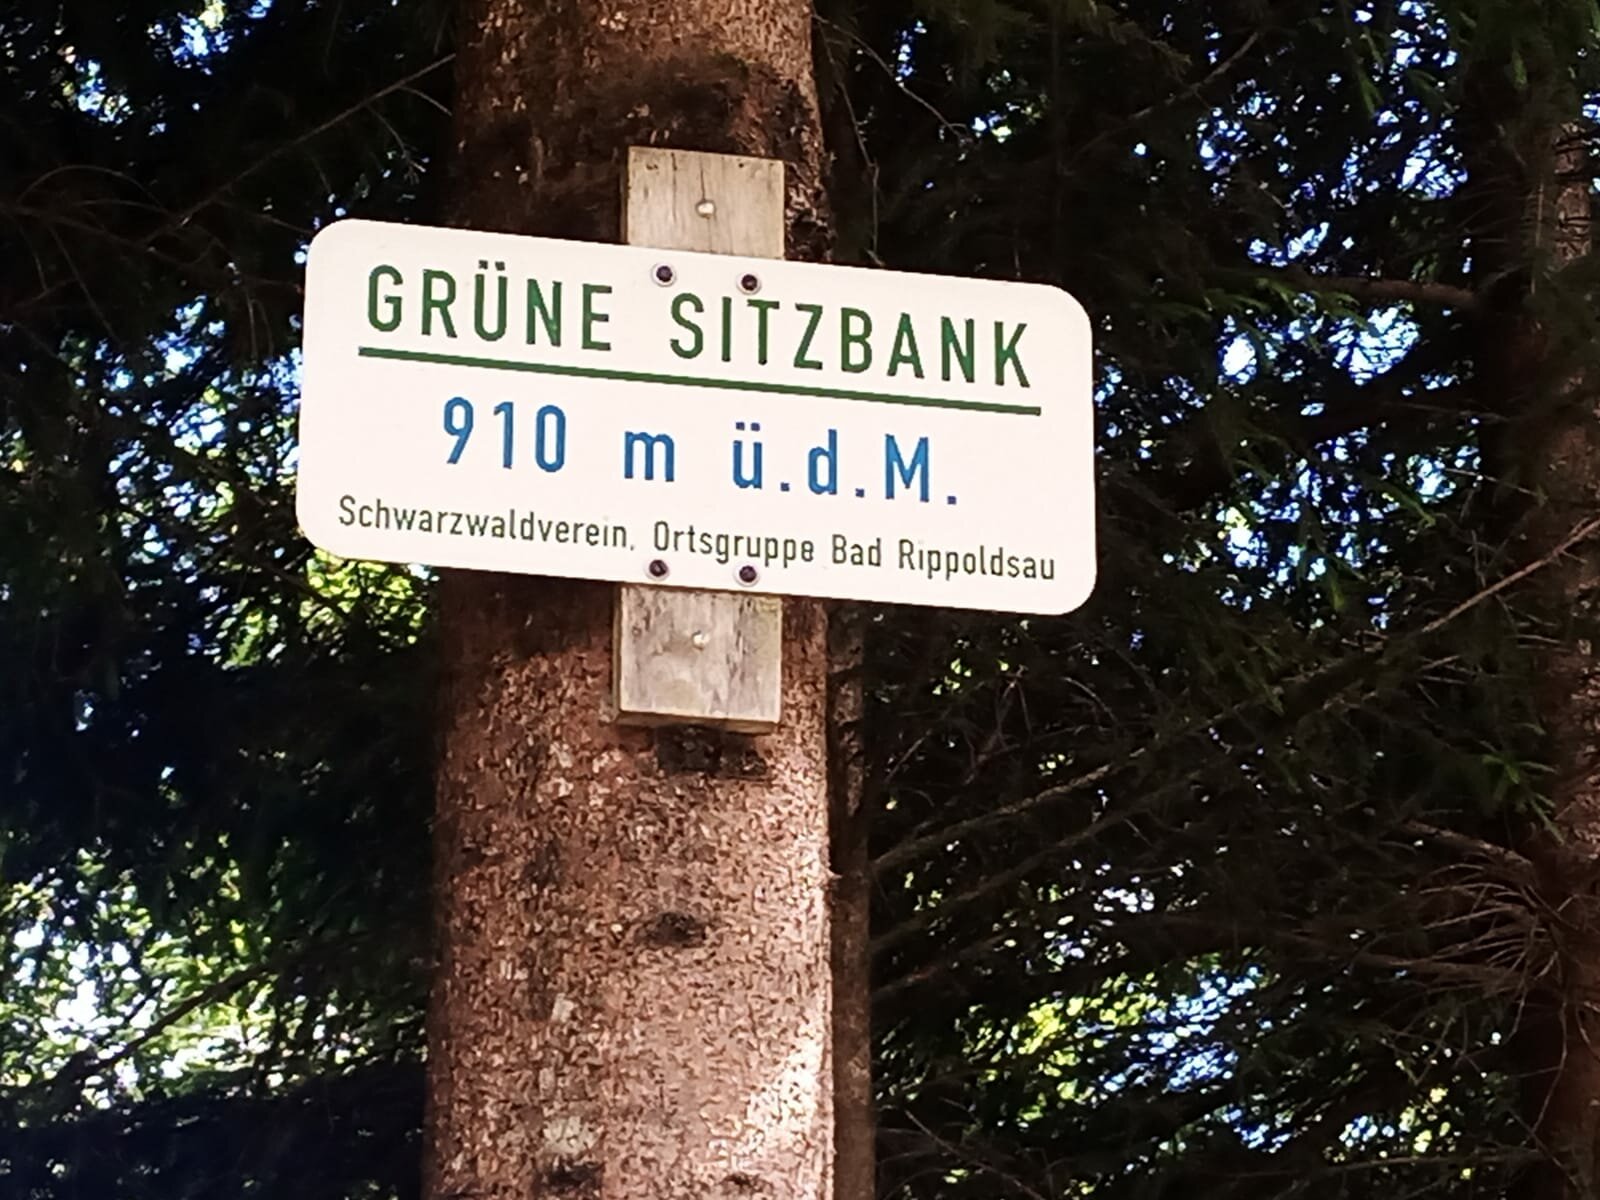 GRÜNE SITZBANK
910 m ü.d.M.
Schwarzwaldverein, Ortsgruppe Bad Rippoldsau